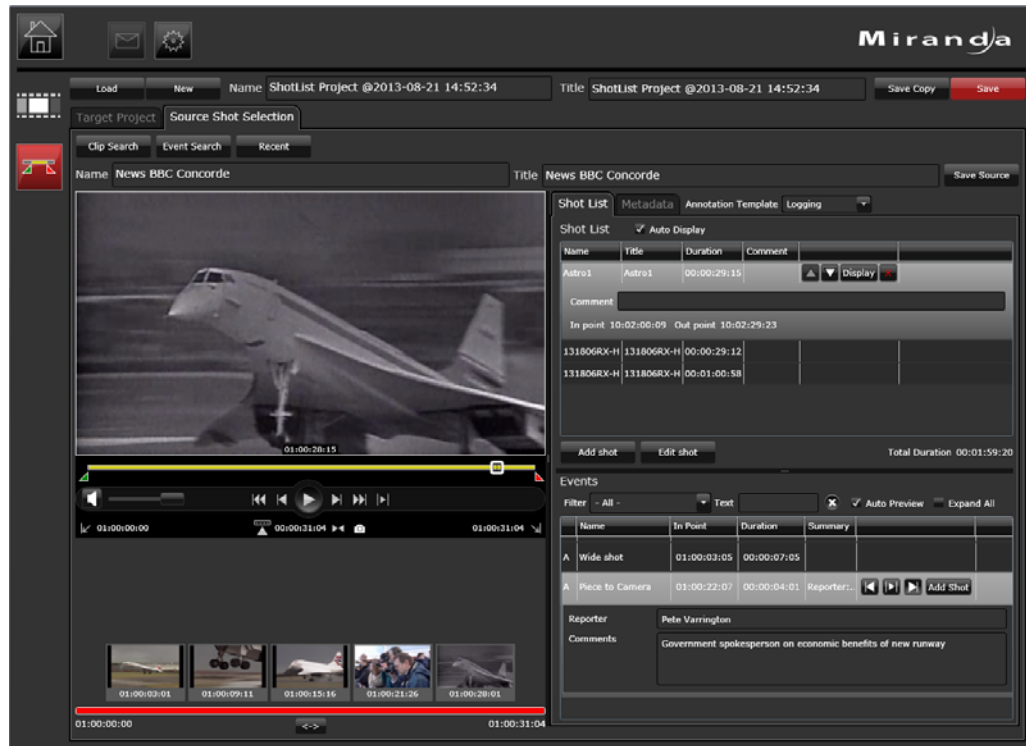 Miranda
Load New Name ShotList Project @2013-08-21 14:52:34 Title ShotList Project @2013-08-21 14:52:34 Save Copy Save
Target Project Source Shot Selection
Clip Search Event Search Recent
Name News BBC Concorde Title News BBC Concorde Save Source
Shot List Metadata Annotation Template Logging
Shot List Auto Display
Name Title Duration Comment
Astro1 Astro1 00:00:29:15 Display
Comment
In point 10:02:00:09 Out point 10:02:29:23
131806RX-H 131806RX-H 00:00:29:12
131806RX-H 131806RX-H 00:01:00:58
01:00:28:15
Add shot Edit shot Total Duration 00:01:59:20
Events
Filter - All - Text Auto Preview Expand All
01:00:00:00 00:00:31:04 01:00:31:04
Name In Point Duration Summary
A Wide shot 01:00:03:05 00:00:07:05
A Piece to Camera 01:00:22:07 00:00:04:01 Reporter:.. Add Shot
Reporter Pete Varrington
Comments Government spokesperson on economic benefits of new runway
01:00:03:01 01:00:09:11 01:00:15:16 01:00:21:26 01:00:28:01
01:00:00:00 <-> 01:00:31:04